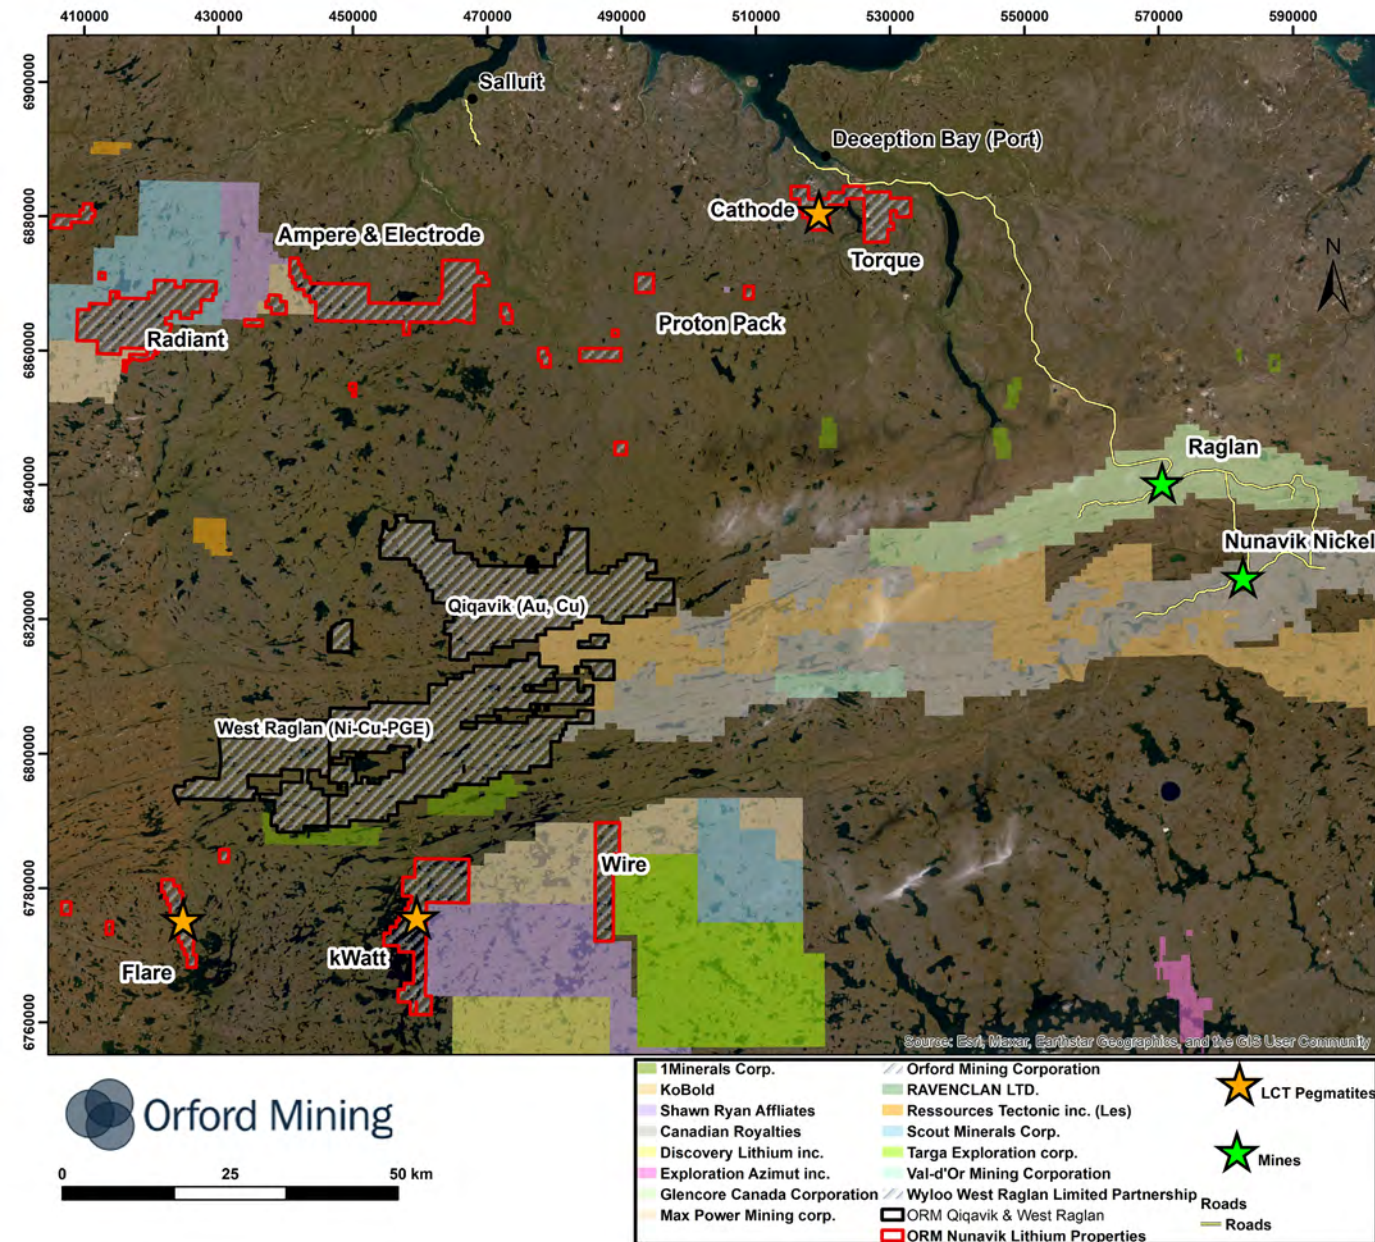 410000 430000 450000 470000 490000 510000 530000 550000 570000 590000
6900000
6880000
6860000
6840000
6820000
6800000
6780000
6760000
Salluit
Deception Bay (Port)
Cathode
Torque
Ampere & Electrode
N
Radiant
Proton Pack
Raglan
Nunavik Nickel
Qiqavik (Au, Cu)
West Raglan (Ni-Cu-PGE)
Wire
kWatt
Flare
Source: Esri, Maxar, Earthstar Geographics, and the GIS User Community
Orford Mining
0 25 50 km
1Minerals Corp.
KoBold
Shawn Ryan Affliates
Canadian Royalties
Discovery Lithium inc.
Exploration Azimut inc.
Glencore Canada Corporation
Max Power Mining corp.
Orford Mining Corporation
RAVENCLAN LTD.
Ressources Tectonic inc. (Les)
Scout Minerals Corp.
Targa Exploration corp.
Val-d'Or Mining Corporation
Wyloo West Raglan Limited Partnership
ORM Qiqavik & West Raglan
ORM Nunavik Lithium Properties
LCT Pegmatites
Mines
Roads
Roads